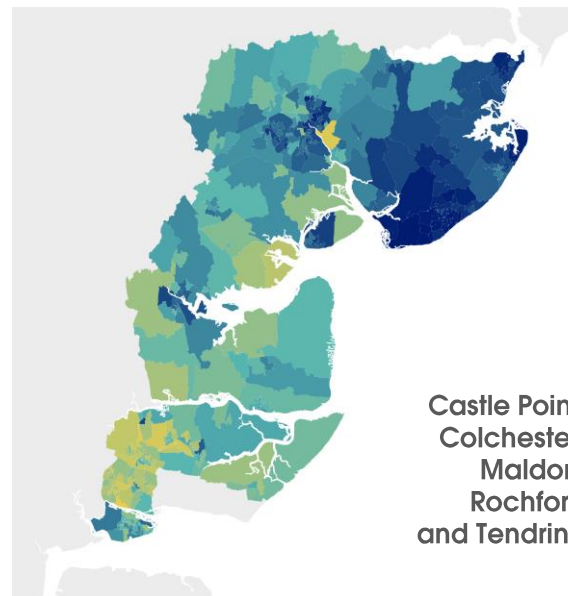 Castle Poin
Colcheste
Maldo
Rochfor
and Tendrin